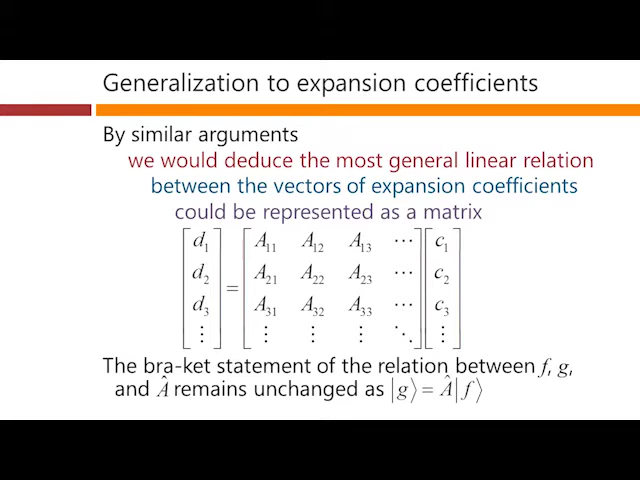 Generalization to expansion coefficients
By similar arguments
we would deduce the most general linear relation
between the vectors of expansion coefficients
could be represented as a matrix
[d₁ d₂ d₃ ⋮] = [A₁₁ A₁₂ A₁₃ ⋯ A₂₁ A₂₂ A₂₃ ⋯ A₃₁ A₃₂ A₃₃ ⋯ ⋮ ⋮ ⋮ ⋱] [c₁ c₂ c₃ ⋮]
The bra-ket statement of the relation between f, g,
and Â remains unchanged as |g⟩ = Â|f⟩